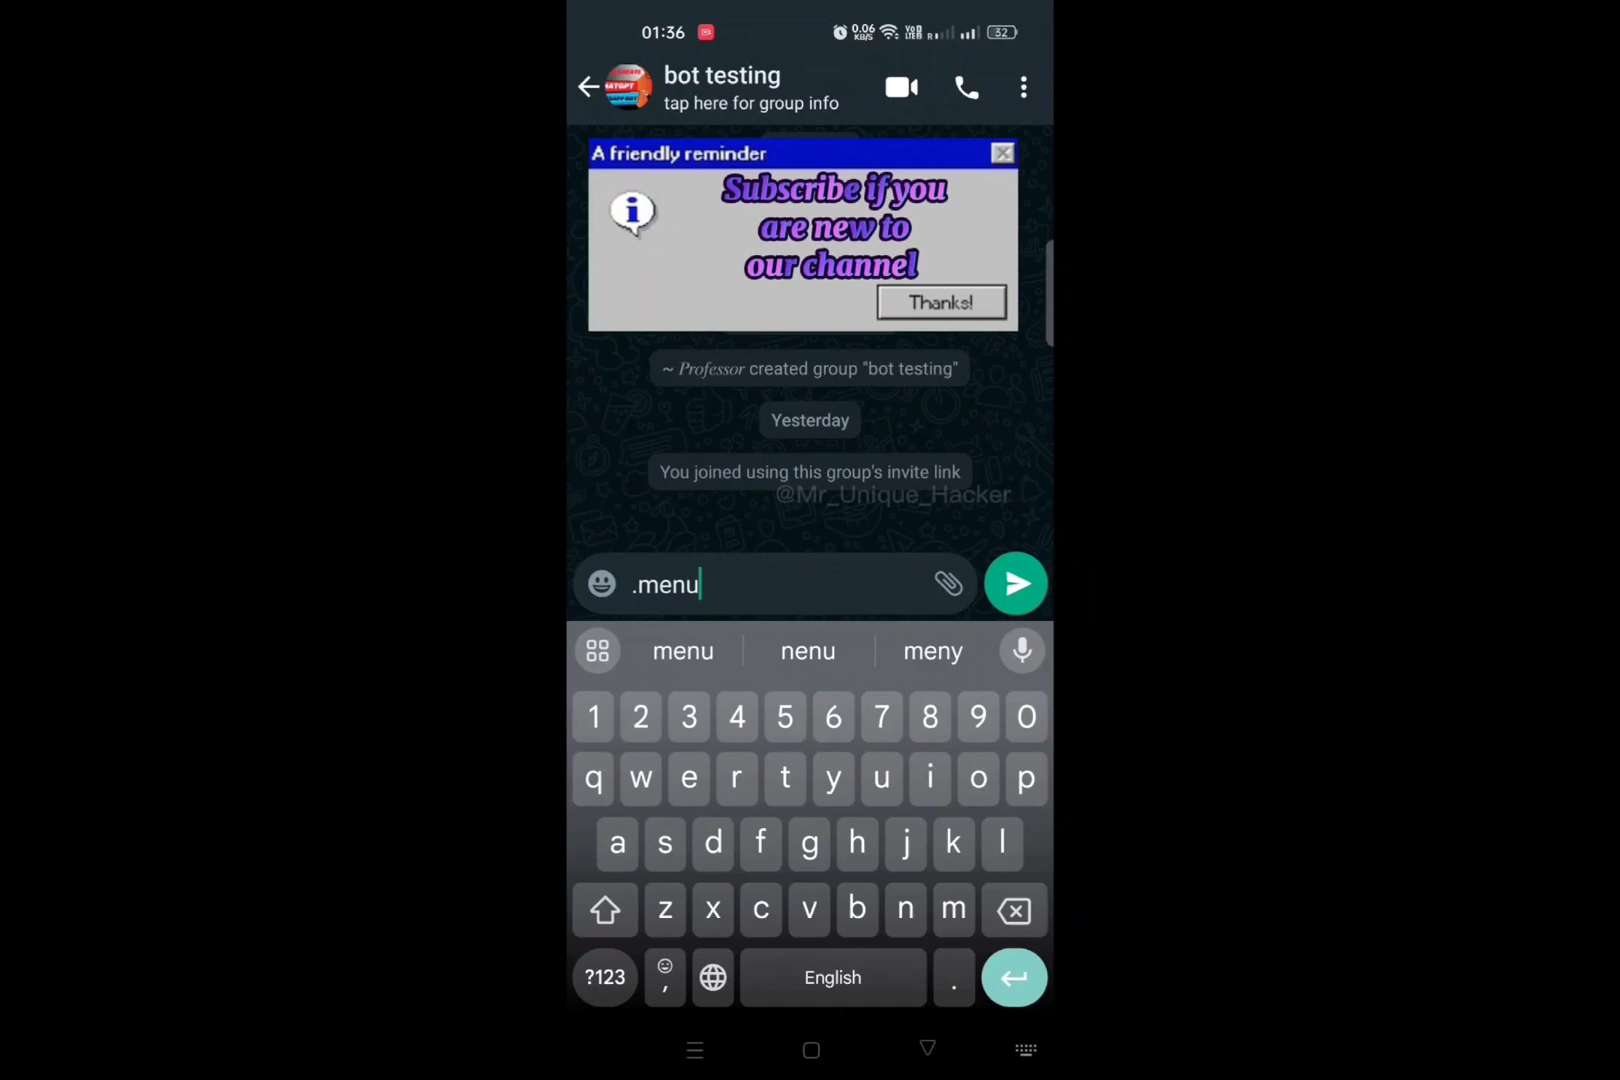 01:36
0.06
KB/S
Vo
LTE
R
32
bot testing
tap here for group info
A friendly reminder
Subscribe if you
are new to
our channel
Thanks!
~ Professor created group "bot testing"
Yesterday
You joined using this group's invite link
@Mr_Unique_Hacker
.menu
menu nenu meny
1 2 3 4 5 6 7 8 9 0
q w e r t y u i o p
a s d f g h j k l
z x c v b n m
?123 , English .